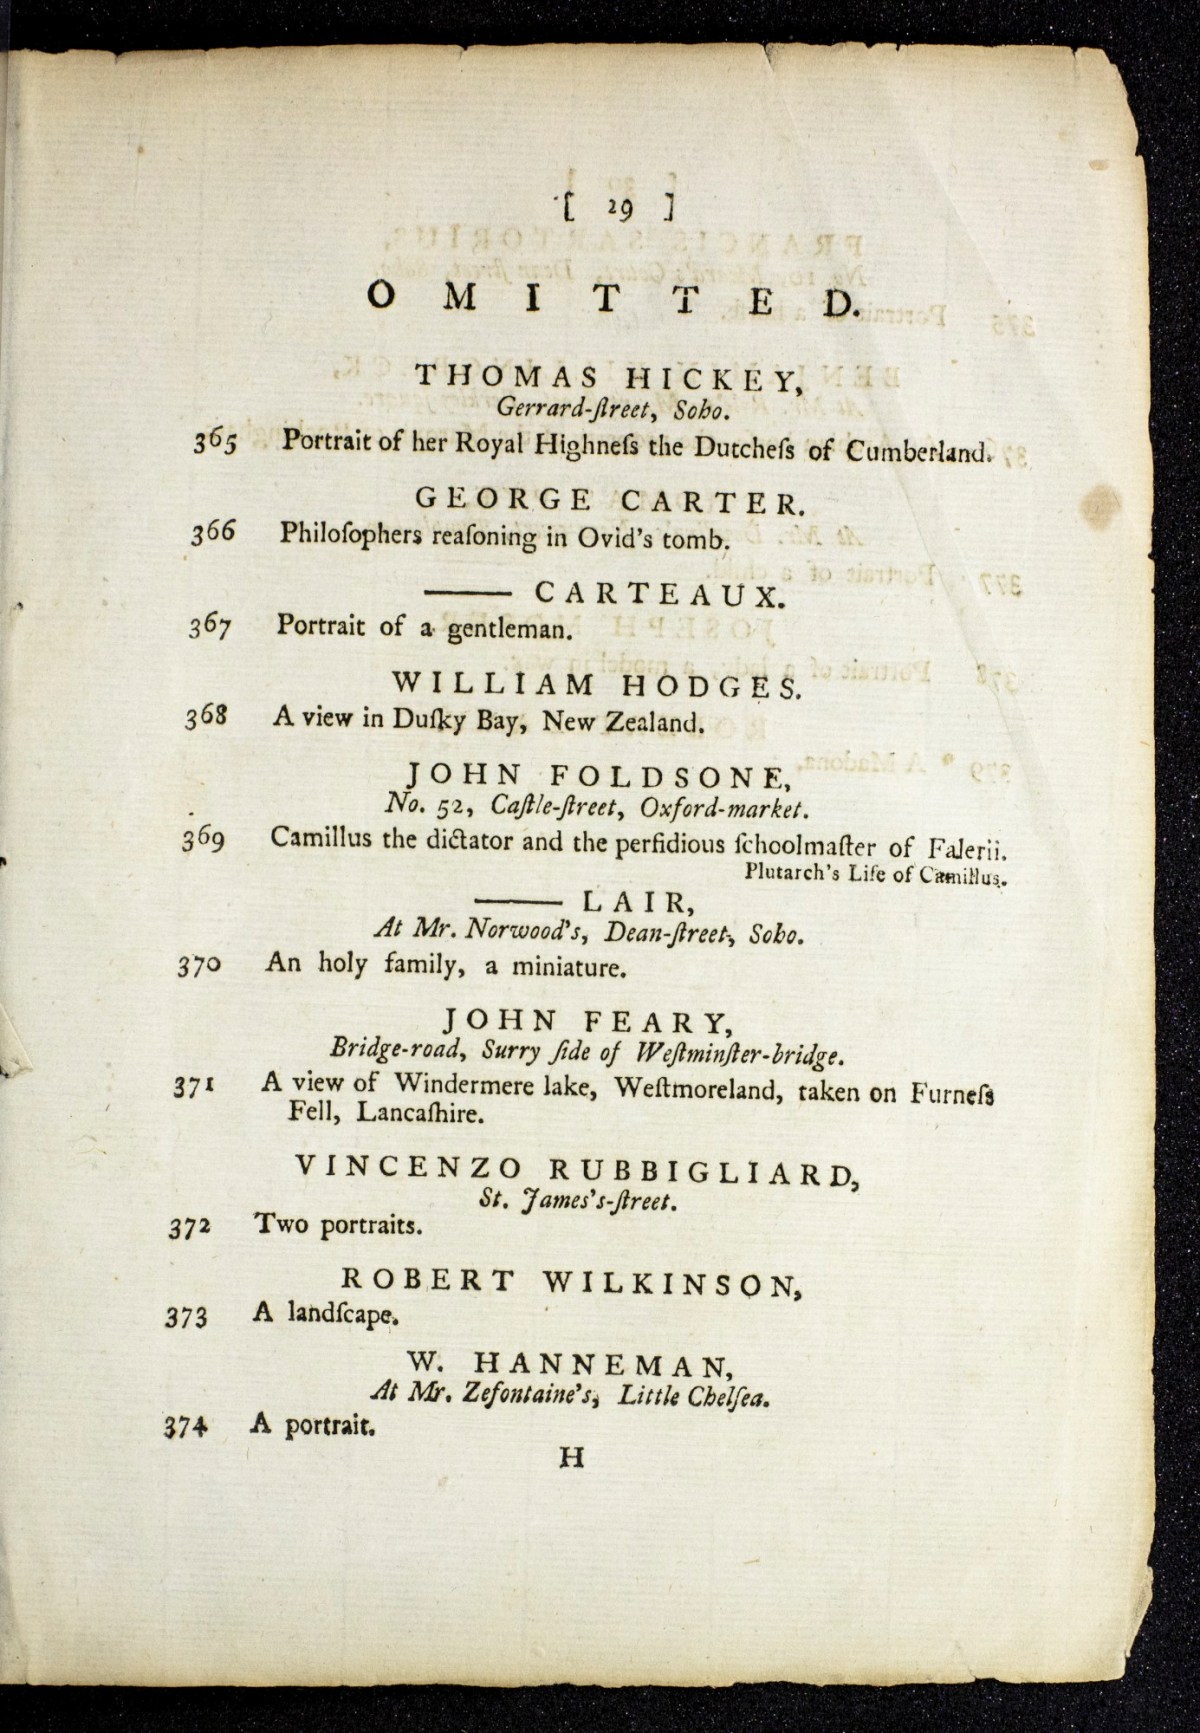 [ 29 ]
OMITTED.
THOMAS HICKEY,
Gerrard-ſtreet, Soho.
365 Portrait of her Royal Highneſs the Dutcheſs of Cumberland.
GEORGE CARTER.
366 Philoſophers reaſoning in Ovid's tomb.
—— CARTEAUX.
367 Portrait of a gentleman.
WILLIAM HODGES.
368 A view in Duſky Bay, New Zealand.
JOHN FOLDSONE,
No. 52, Caſtle-ſtreet, Oxford-market.
369 Camillus the dictator and the perfidious ſchoolmaſter of Falerii.
Plutarch's Life of Camillus.
—— LAIR,
At Mr. Norwood's, Dean-ſtreet, Soho.
370 An holy family, a miniature.
JOHN FEARY,
Bridge-road, Surry ſide of Weſtminſter-bridge.
371 A view of Windermere lake, Weſtmoreland, taken on Furneſs
Fell, Lancaſhire.
VINCENZO RUBBIGLIARD,
St. James's-ſtreet.
372 Two portraits.
ROBERT WILKINSON,
373 A landſcape.
W. HANNEMAN,
At Mr. Zefontaine's, Little Chelſea.
374 A portrait.
H